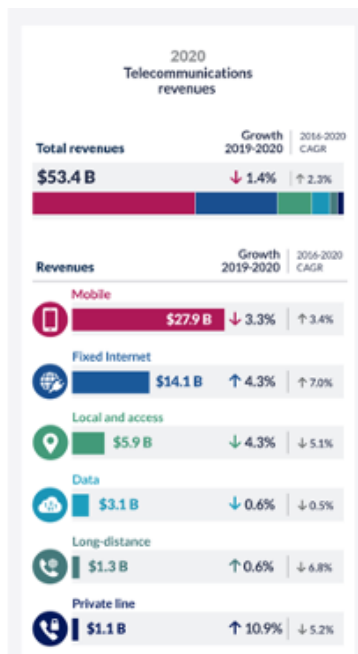 2020
Telecommunications
revenues
Growth 2016-2020
Total revenues 2019-2020 CAGR
$53.4 B ↓ 1.4% ↑ 2.3%
Growth 2016-2020
Revenues 2019-2020 CAGR
Mobile
$27.9 B ↓ 3.3% ↑ 3.4%
Fixed Internet
$14.1 B ↑ 4.3% ↑ 7.0%
Local and access
$5.9 B ↓ 4.3% ↓ 5.1%
Data
$3.1 B ↓ 0.6% ↓ 0.5%
Long-distance
$1.3 B ↑ 0.6% ↓ 6.8%
Private line
$1.1 B ↑ 10.9% ↓ 5.2%